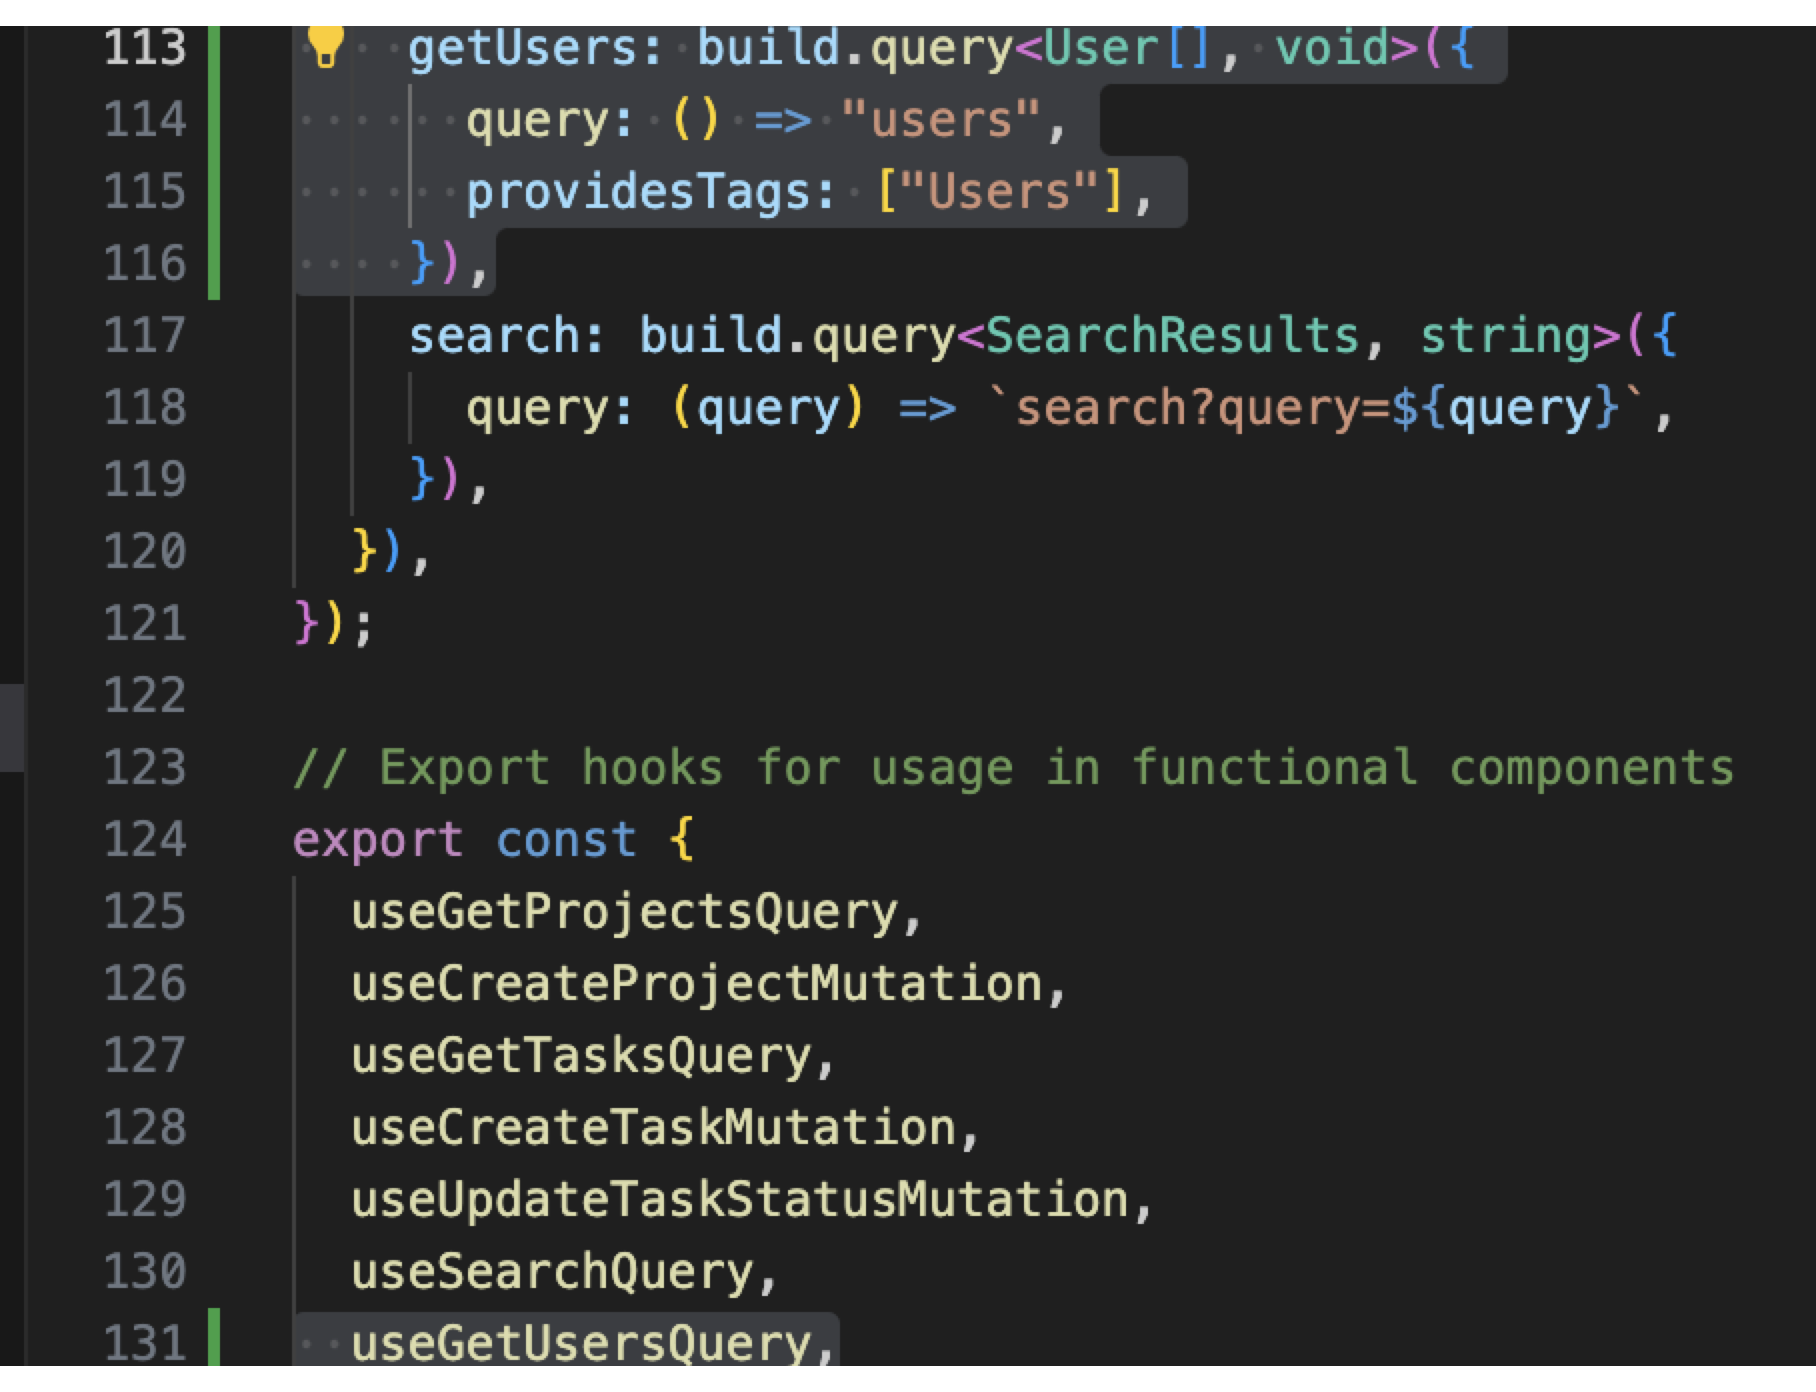 113 getUsers: build.query<User[], void>({
114 query: () => "users",
115 providesTags: ["Users"],
116 }),
117 search: build.query<SearchResults, string>({
118 query: (query) => `search?query=${query}`,
119 }),
120 }),
121 });
122
123 // Export hooks for usage in functional components
124 export const {
125 useGetProjectsQuery,
126 useCreateProjectMutation,
127 useGetTasksQuery,
128 useCreateTaskMutation,
129 useUpdateTaskStatusMutation,
130 useSearchQuery,
131 useGetUsersQuery,